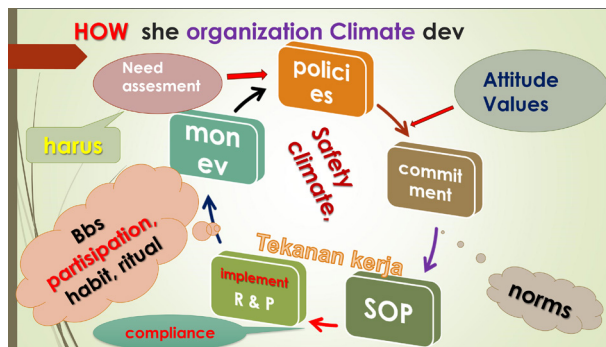 HOW she organization Climate dev
Need
assesment
polici
es
Attitude
Values
harus
mon
ev
Safety
climate,
commit
ment
Bbs
partisipation,
habit, ritual
Tekanan kerja
implement
R & P
SOP
norms
compliance